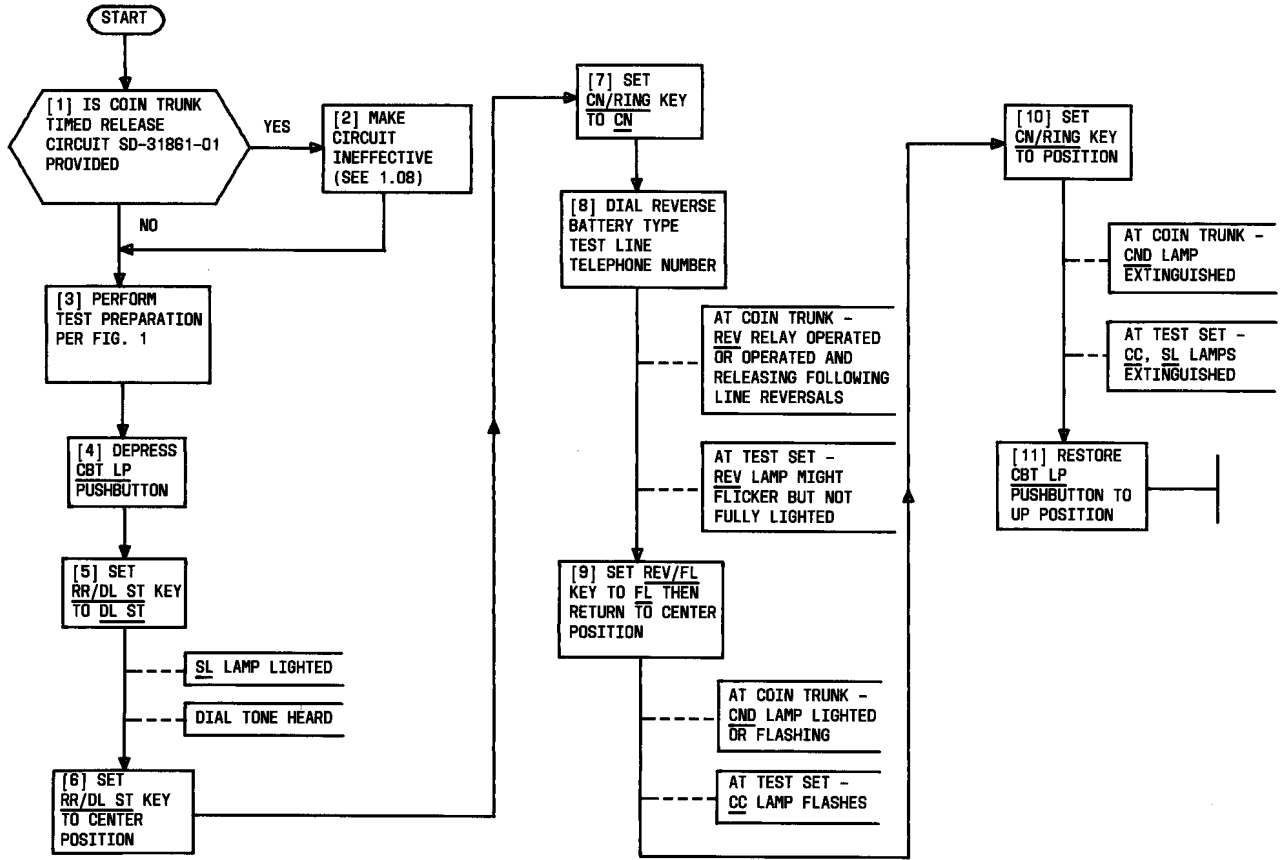 START
[1] IS COIN TRUNK
TIMED RELEASE
CIRCUIT SD-31861-01
PROVIDED
YES
[2] MAKE
CIRCUIT
INEFFECTIVE
(SEE 1.08)
NO
[3] PERFORM
TEST PREPARATION
PER FIG. 1
[4] DEPRESS
CBT LP
PUSHBUTTON
[5] SET
RR/DL ST KEY
TO DL ST
SL LAMP LIGHTED
DIAL TONE HEARD
[6] SET
RR/DL ST KEY
TO CENTER
POSITION
[7] SET
CN/RING KEY
TO CN
[8] DIAL REVERSE
BATTERY TYPE
TEST LINE
TELEPHONE NUMBER
AT COIN TRUNK -
REV RELAY OPERATED
OR OPERATED AND
RELEASING FOLLOWING
LINE REVERSALS
AT TEST SET -
REV LAMP MIGHT
FLICKER BUT NOT
FULLY LIGHTED
[9] SET REV/FL
KEY TO FL THEN
RETURN TO CENTER
POSITION
AT COIN TRUNK -
CND LAMP LIGHTED
OR FLASHING
AT TEST SET -
CC LAMP FLASHES
[10] SET
CN/RING KEY
TO POSITION
AT COIN TRUNK -
CND LAMP
EXTINGUISHED
AT TEST SET -
CC, SL LAMPS
EXTINGUISHED
[11] RESTORE
CBT LP
PUSHBUTTON TO
UP POSITION